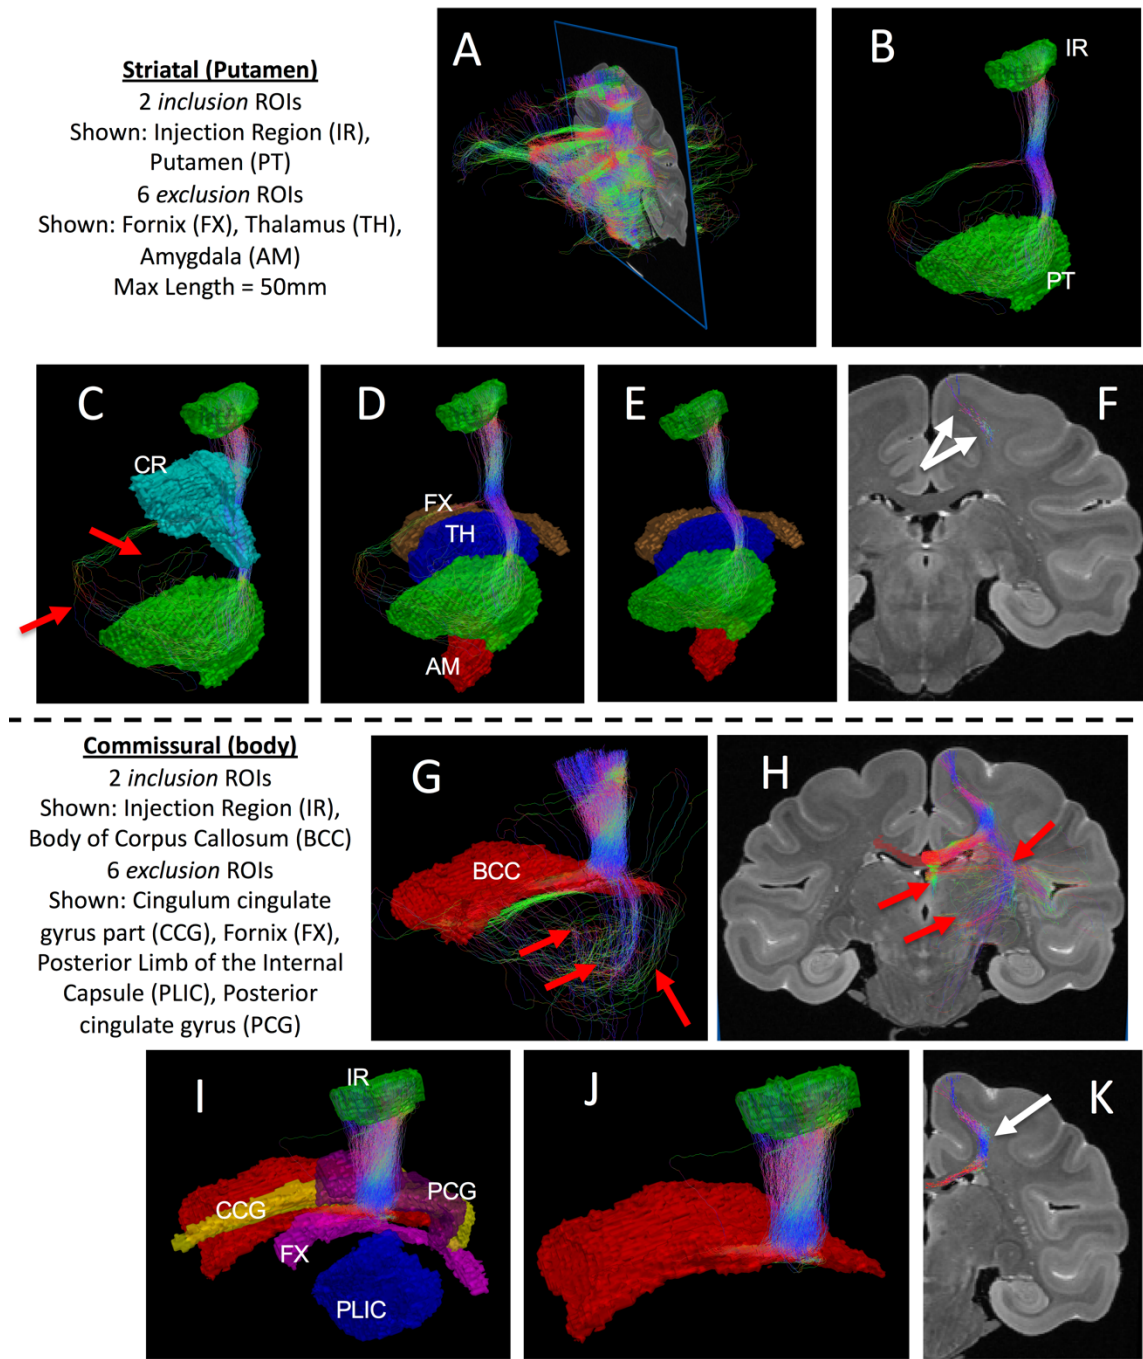 Striatal (Putamen)
2 inclusion ROIs
Shown: Injection Region (IR),
Putamen (PT)
6 exclusion ROIs
Shown: Fornix (FX), Thalamus (TH),
Amygdala (AM)
Max Length = 50mm
A
B
IR
PT
C
CR
D
FX
TH
AM
E
F
Commissural (body)
2 inclusion ROIs
Shown: Injection Region (IR),
Body of Corpus Callosum (BCC)
6 exclusion ROIs
Shown: Cingulum cingulate
gyrus part (CCG), Fornix (FX),
Posterior Limb of the Internal
Capsule (PLIC), Posterior
cingulate gyrus (PCG)
G
BCC
H
I
IR
CCG
PCG
FX
PLIC
J
K